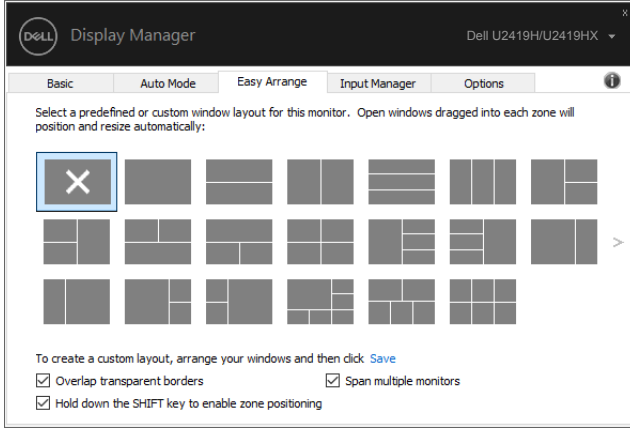 x
DELL Display Manager Dell U2419H/U2419HX
Basic Auto Mode Easy Arrange Input Manager Options
Select a predefined or custom window layout for this monitor. Open windows dragged into each zone will
position and resize automatically:
>
To create a custom layout, arrange your windows and then click Save
Overlap transparent borders Span multiple monitors
Hold down the SHIFT key to enable zone positioning